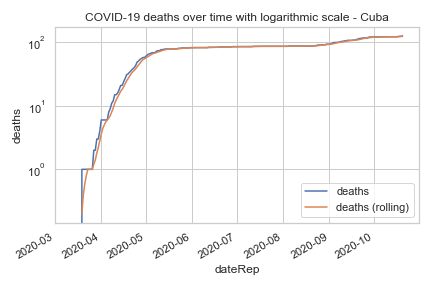 COVID-19 deaths over time with logarithmic scale - Cuba
deaths
10²
10¹
10⁰
deaths
deaths (rolling)
2020-03
2020-04
2020-05
2020-06
2020-07
2020-08
2020-09
2020-10
dateRep